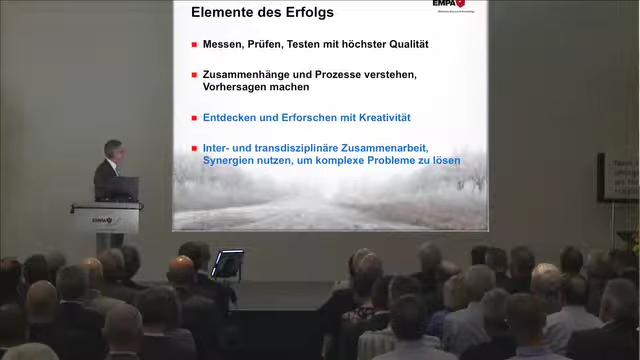 Elemente des Erfolgs
EMPA
Messen, Prüfen, Testen mit höchster Qualität
Zusammenhänge und Prozesse verstehen,
Vorhersagen machen
Entdecken und Erforschen mit Kreativität
Inter- und transdisziplinäre Zusammenarbeit,
Synergien nutzen, um komplexe Probleme zu lösen
EMPA